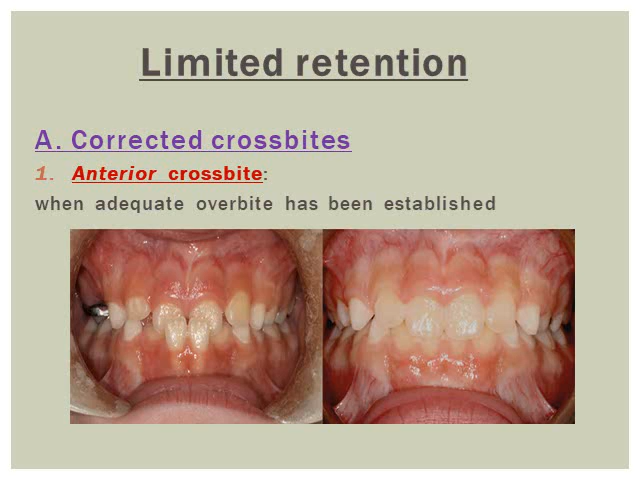 Limited retention
A. Corrected crossbites
1. Anterior crossbite:
when adequate overbite has been established